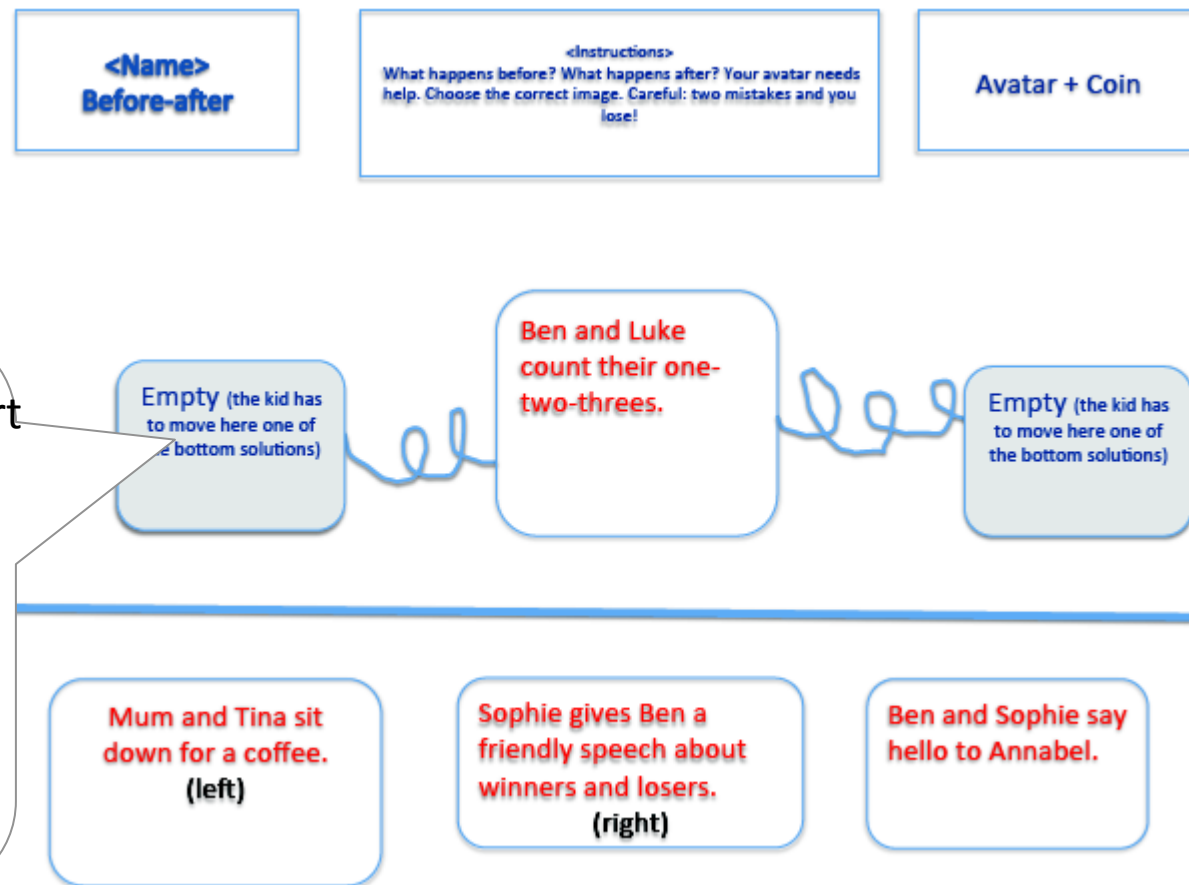 <Name>
Before-after
<Instructions>
What happens before? What happens after? Your avatar needs
help. Choose the correct image. Careful: two mistakes and you
lose!
Avatar + Coin
Ben and Luke
count their one-
two-threes.
Empty (the kid has
to move here one of
bottom solutions)
Empty (the kid has
to move here one of
the bottom solutions)
Mum and Tina sit
down for a coffee.
(left)
Sophie gives Ben a
friendly speech about
winners and losers.
(right)
Ben and Sophie say
hello to Annabel.